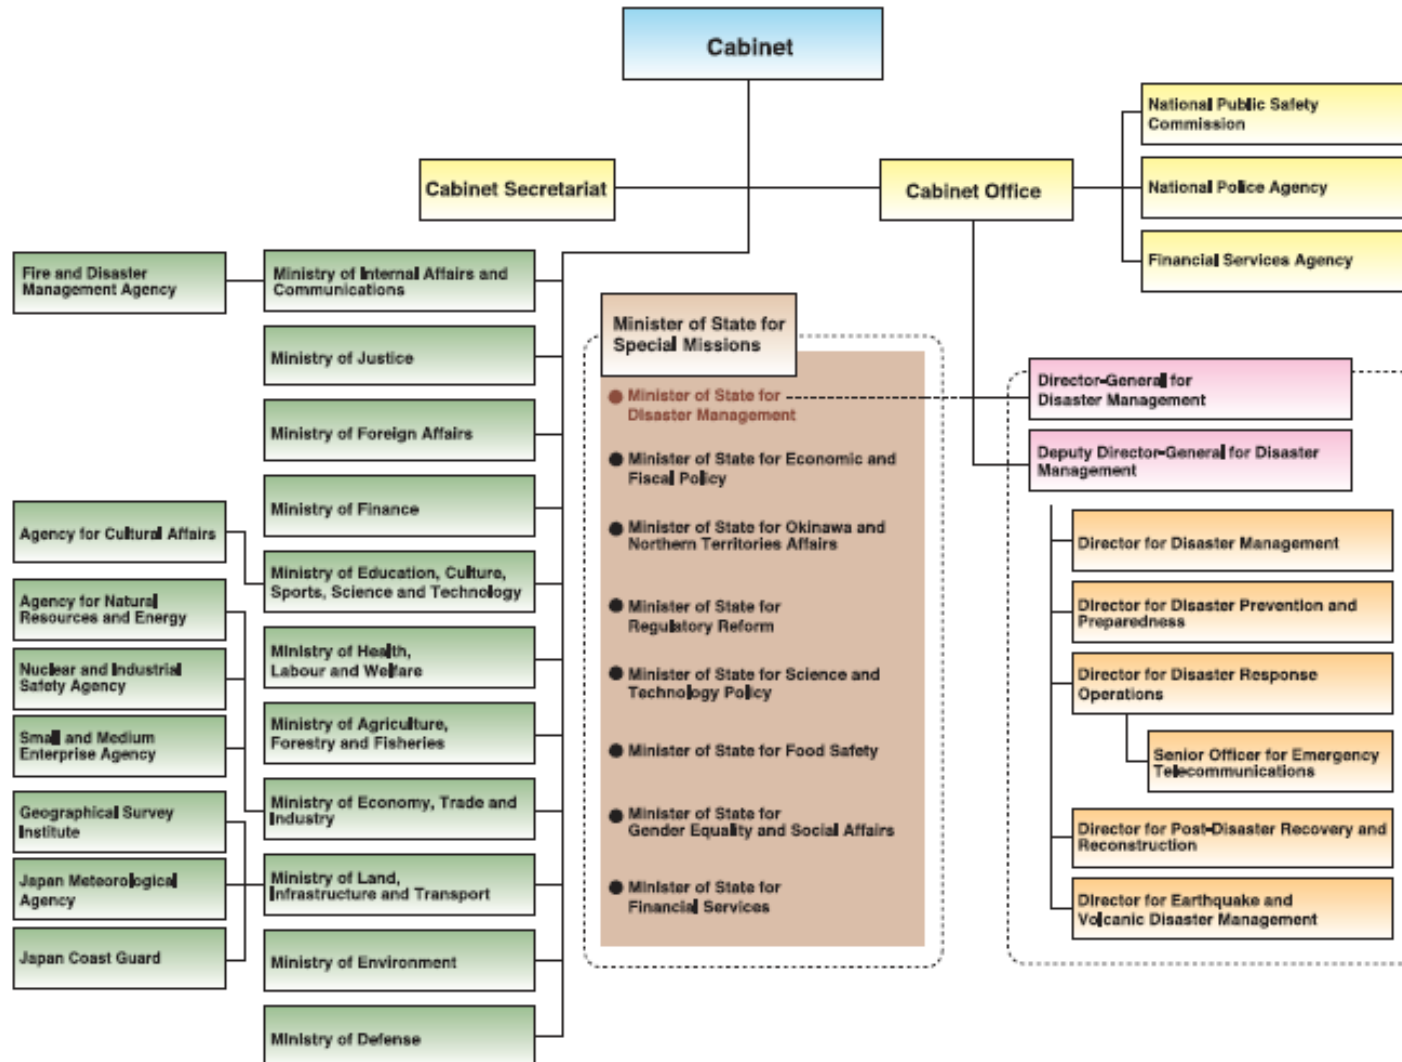 Cabinet
Cabinet Secretariat
Cabinet Office
National Public Safety
Commission
National Police Agency
Financial Services Agency
Fire and Disaster
Management Agency
Ministry of Internal Affairs and
Communications
Ministry of Justice
Ministry of Foreign Affairs
Ministry of Finance
Agency for Cultural Affairs
Ministry of Education, Culture,
Sports, Science and Technology
Agency for Natural
Resources and Energy
Nuclear and Industrial
Safety Agency
Small and Medium
Enterprise Agency
Ministry of Health,
Labour and Welfare
Ministry of Agriculture,
Forestry and Fisheries
Ministry of Economy, Trade and
Industry
Geographical Survey
Institute
Japan Meteorological
Agency
Japan Coast Guard
Ministry of Land,
Infrastructure and Transport
Ministry of Environment
Ministry of Defense
Minister of State for
Special Missions
● Minister of State for
Disaster Management
● Minister of State for Economic and
Fiscal Policy
● Minister of State for Okinawa and
Northern Territories Affairs
● Minister of State for
Regulatory Reform
● Minister of State for Science and
Technology Policy
● Minister of State for Food Safety
● Minister of State for
Gender Equality and Social Affairs
● Minister of State for
Financial Services
Director-General for
Disaster Management
Deputy Director-General for Disaster
Management
Director for Disaster Management
Director for Disaster Prevention and
Preparedness
Director for Disaster Response
Operations
Senior Officer for Emergency
Telecommunications
Director for Post-Disaster Recovery and
Reconstruction
Director for Earthquake and
Volcanic Disaster Management